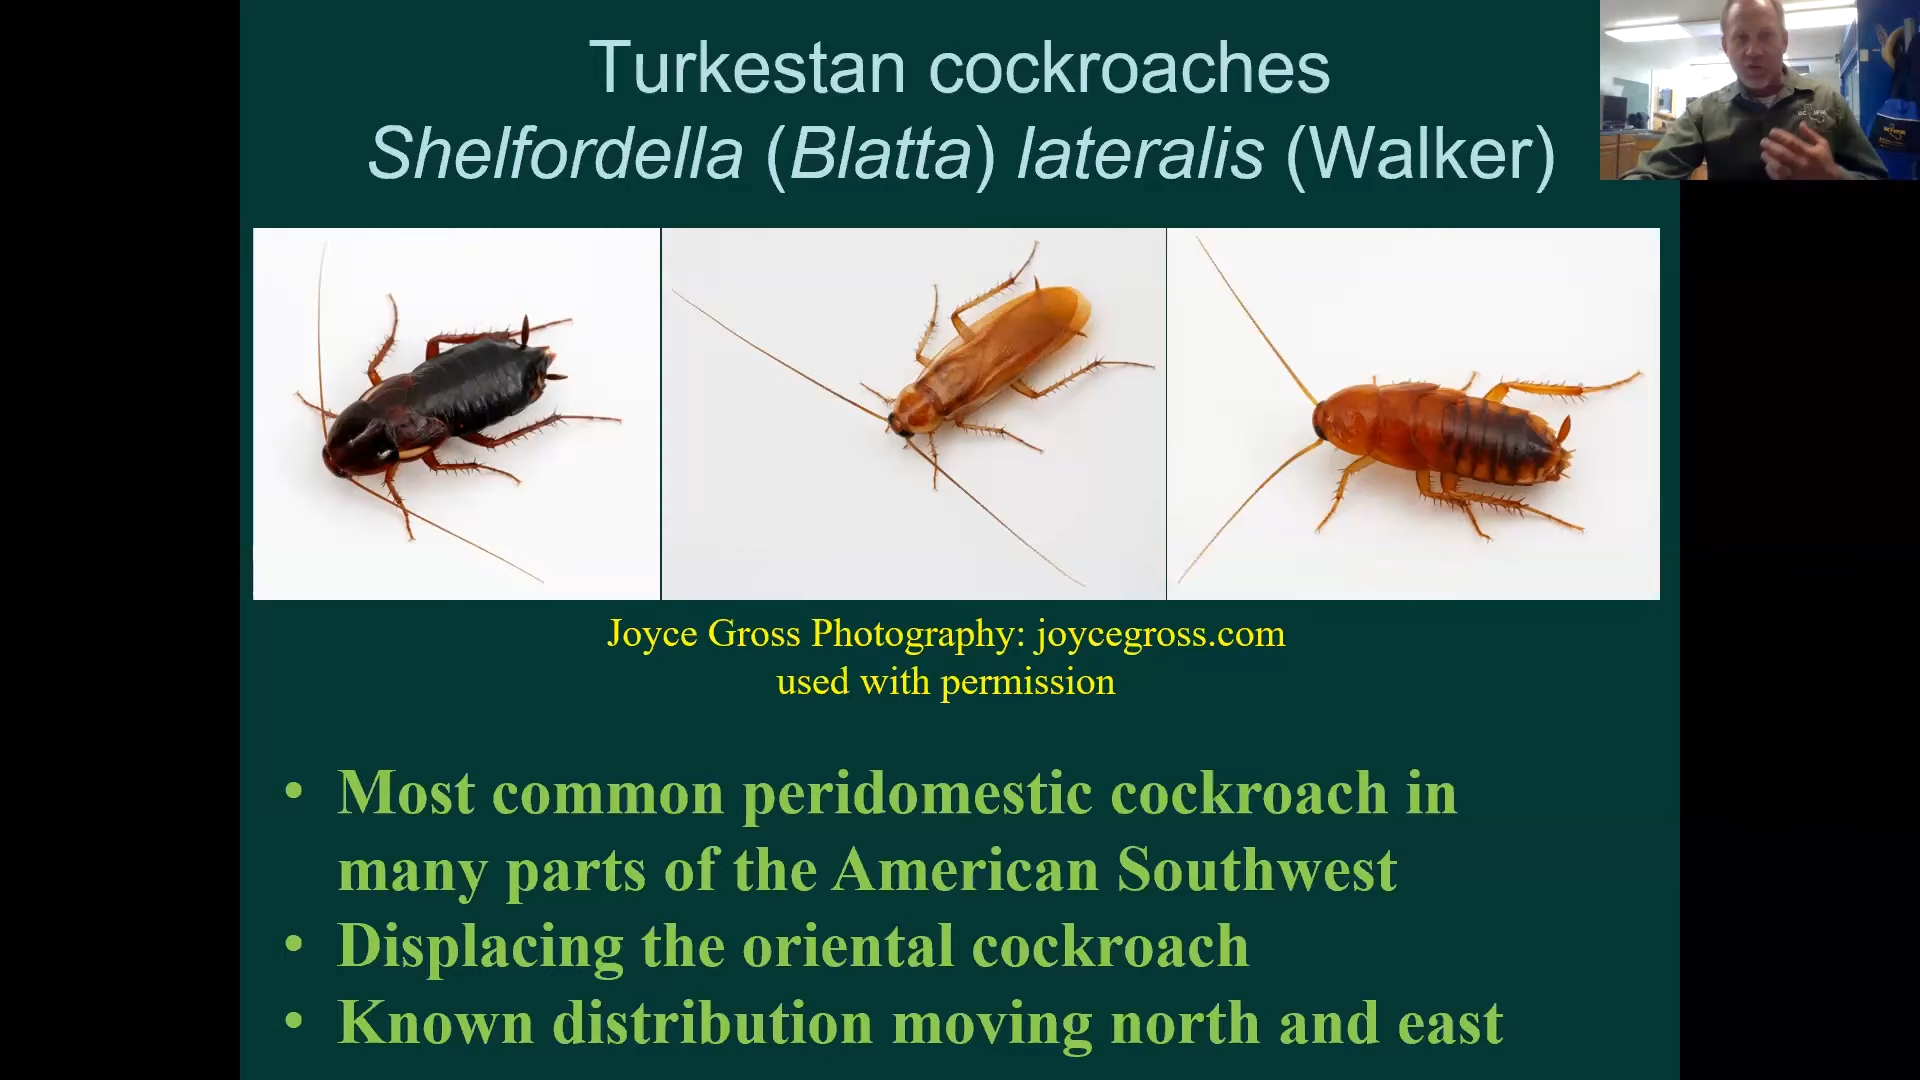 Turkestan cockroaches
Shelfordella (Blatta) lateralis (Walker)
Joyce Gross Photography: joycegross.com
used with permission
• Most common peridomestic cockroach in
many parts of the American Southwest
• Displacing the oriental cockroach
• Known distribution moving north and east